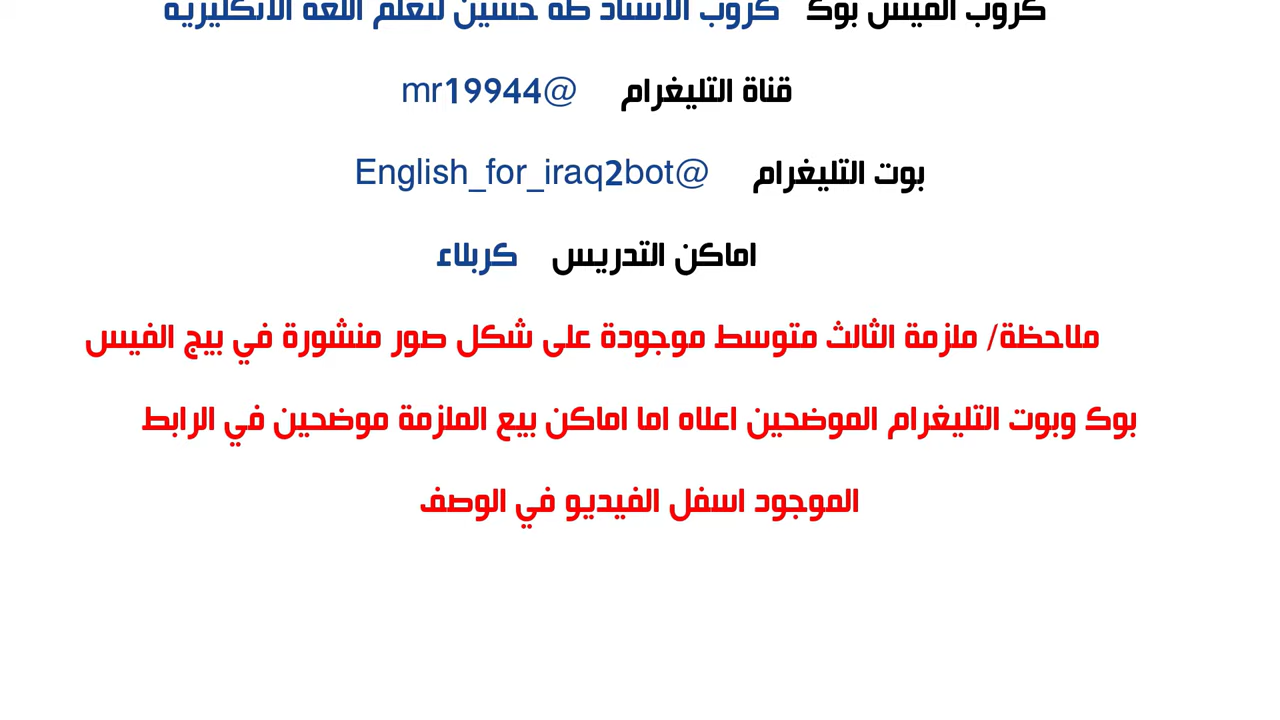 كروب الفيس بوك كروب الاستاذ طه حسين لتعلم اللغة الانكليزية
قناة التليغرام @mr19944
بوت التليغرام @English_for_iraq2bot
اماكن التدريس كربلاء
ملاحظة/ ملزمة الثالث متوسط موجودة على شكل صور منشورة في بيج الفيس
بوك وبوت التليغرام الموضحين اعلاه اما اماكن بيع الملزمة موضحين في الرابط
الموجود اسفل الفيديو في الوصف